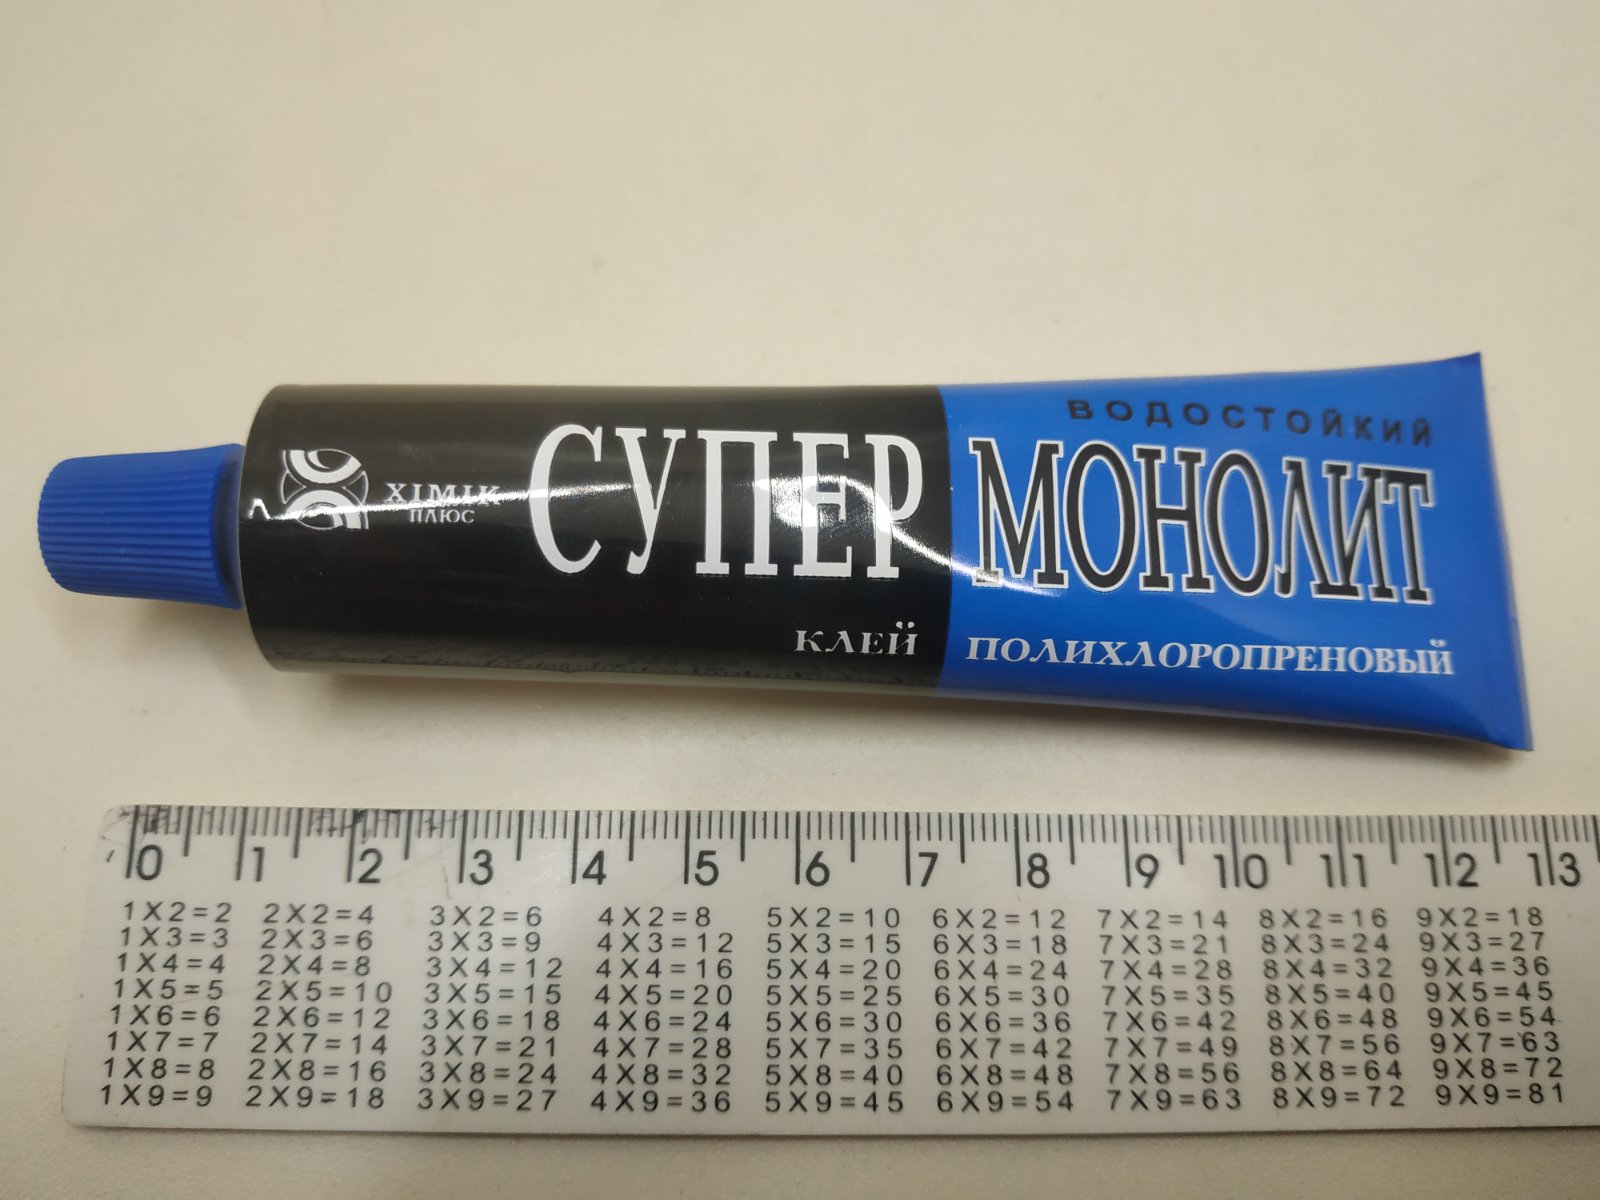 ХІМІК
ПЛЮС
СУПЕР
КЛЕЙ
ВОДОСТОЙКИЙ
МОНОЛИТ
ПОЛИХЛОРОПРЕНОВЫЙ
0 1 2 3 4 5 6 7 8 9 10 11 12 13
1X2=2 2X2=4 3X2=6 4X2=8 5X2=10 6X2=12 7X2=14 8X2=16 9X2=18
1X3=3 2X3=6 3X3=9 4X3=12 5X3=15 6X3=18 7X3=21 8X3=24 9X3=27
1X4=4 2X4=8 3X4=12 4X4=16 5X4=20 6X4=24 7X4=28 8X4=32 9X4=36
1X5=5 2X5=10 3X5=15 4X5=20 5X5=25 6X5=30 7X5=35 8X5=40 9X5=45
1X6=6 2X6=12 3X6=18 4X6=24 5X6=30 6X6=36 7X6=42 8X6=48 9X6=54
1X7=7 2X7=14 3X7=21 4X7=28 5X7=35 6X7=42 7X7=49 8X7=56 9X7=63
1X8=8 2X8=16 3X8=24 4X8=32 5X8=40 6X8=48 7X8=56 8X8=64 9X8=72
1X9=9 2X9=18 3X9=27 4X9=36 5X9=45 6X9=54 7X9=63 8X9=72 9X9=81